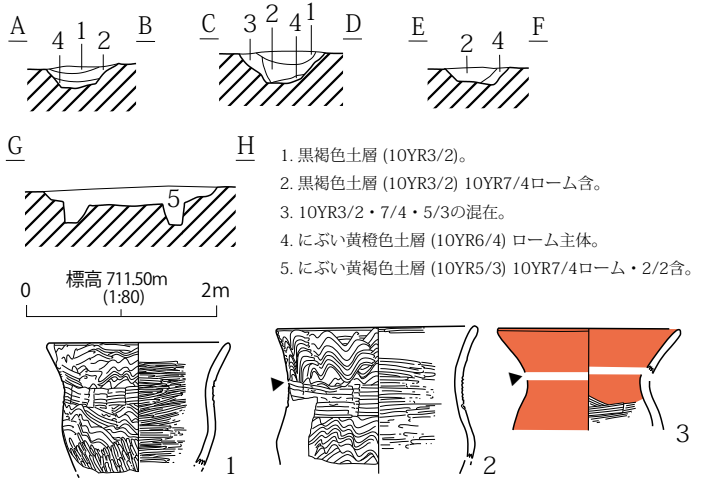 A B C D E F
4 1 2
3 2 4 1
2 4
G H
5
1. 黒褐色土層 (10YR3/2)。
2. 黒褐色土層 (10YR3/2) 10YR7/4ローム含。
3. 10YR3/2・7/4・5/3の混在。
4. にぶい黄橙色土層 (10YR6/4) ローム主体。
5. にぶい黄褐色土層 (10YR5/3) 10YR7/4ローム・2/2含。
標高 711.50m
(1:80)
0 2m
1
2
3